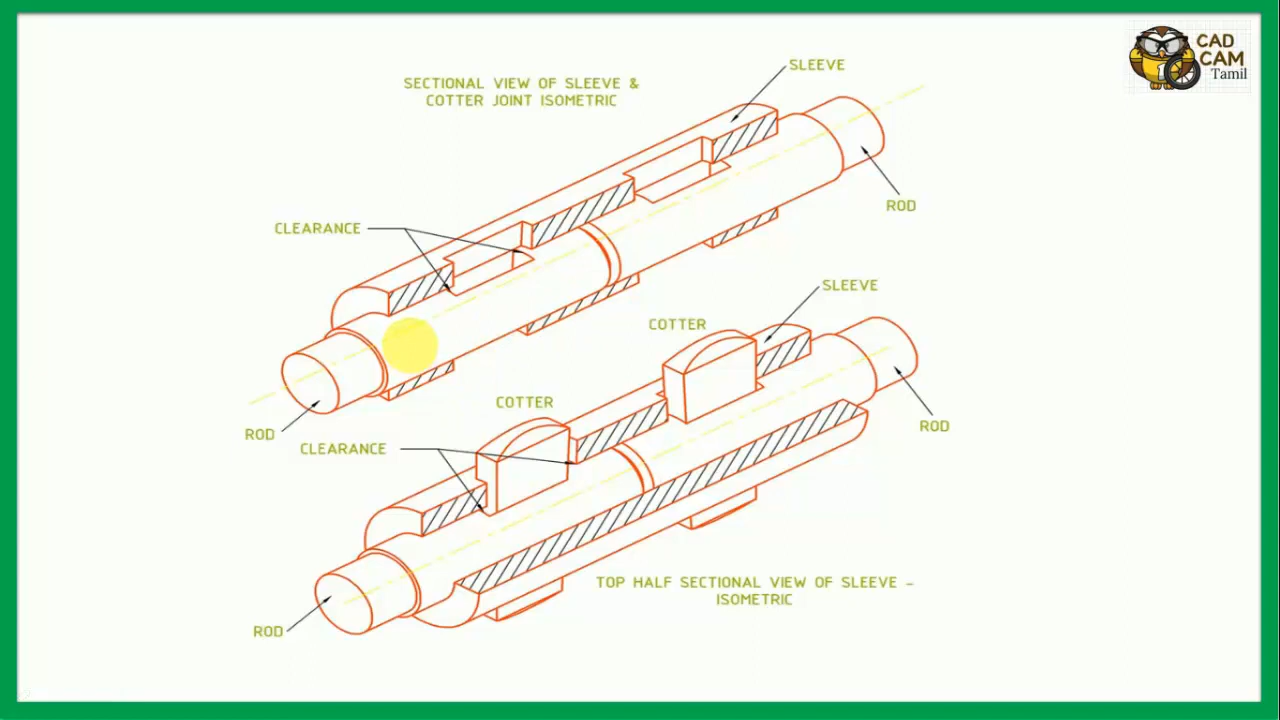 CAD
CAM
Tamil
SECTIONAL VIEW OF SLEEVE &
COTTER JOINT ISOMETRIC
SLEEVE
ROD
CLEARANCE
ROD
SLEEVE
COTTER
COTTER
ROD
CLEARANCE
TOP HALF SECTIONAL VIEW OF SLEEVE -
ISOMETRIC
ROD